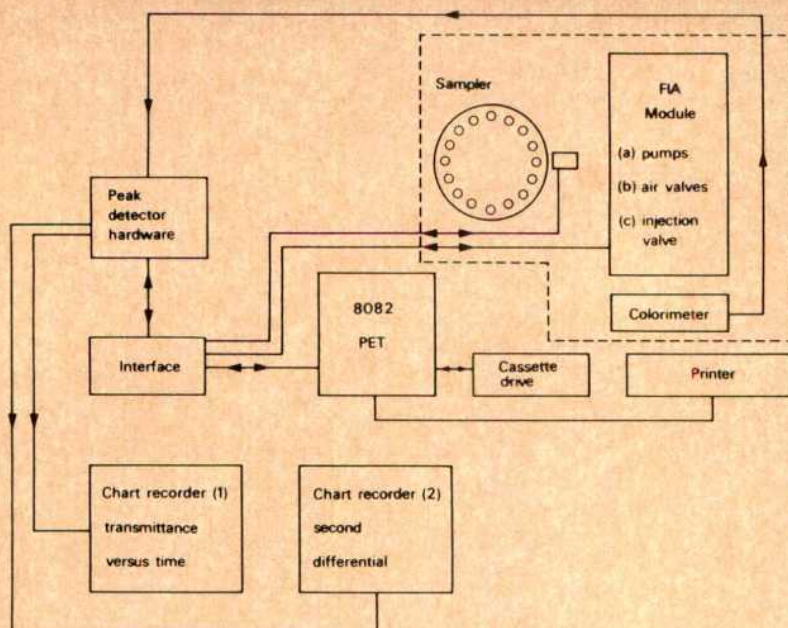 Sampler
FIA
Module
(a) pumps
(b) air valves
(c) injection
valve
Peak
detector
hardware
8082
PET
Colorimeter
Interface
Cassette
drive
Printer
Chart recorder (1)
transmittance
versus time
Chart recorder (2)
second
differential